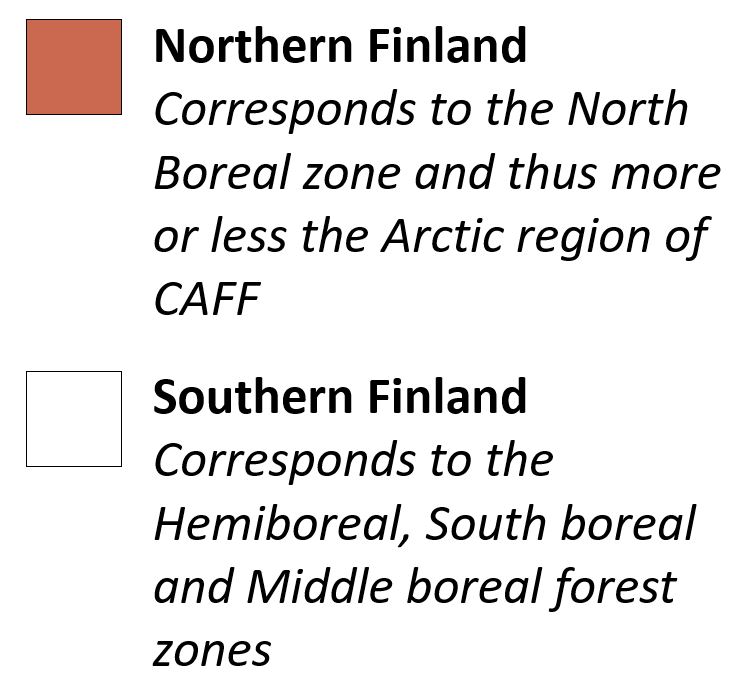 Northern Finland
Corresponds to the North
Boreal zone and thus more
or less the Arctic region of
CAFF
Southern Finland
Corresponds to the
Hemiboreal, South boreal
and Middle boreal forest
zones